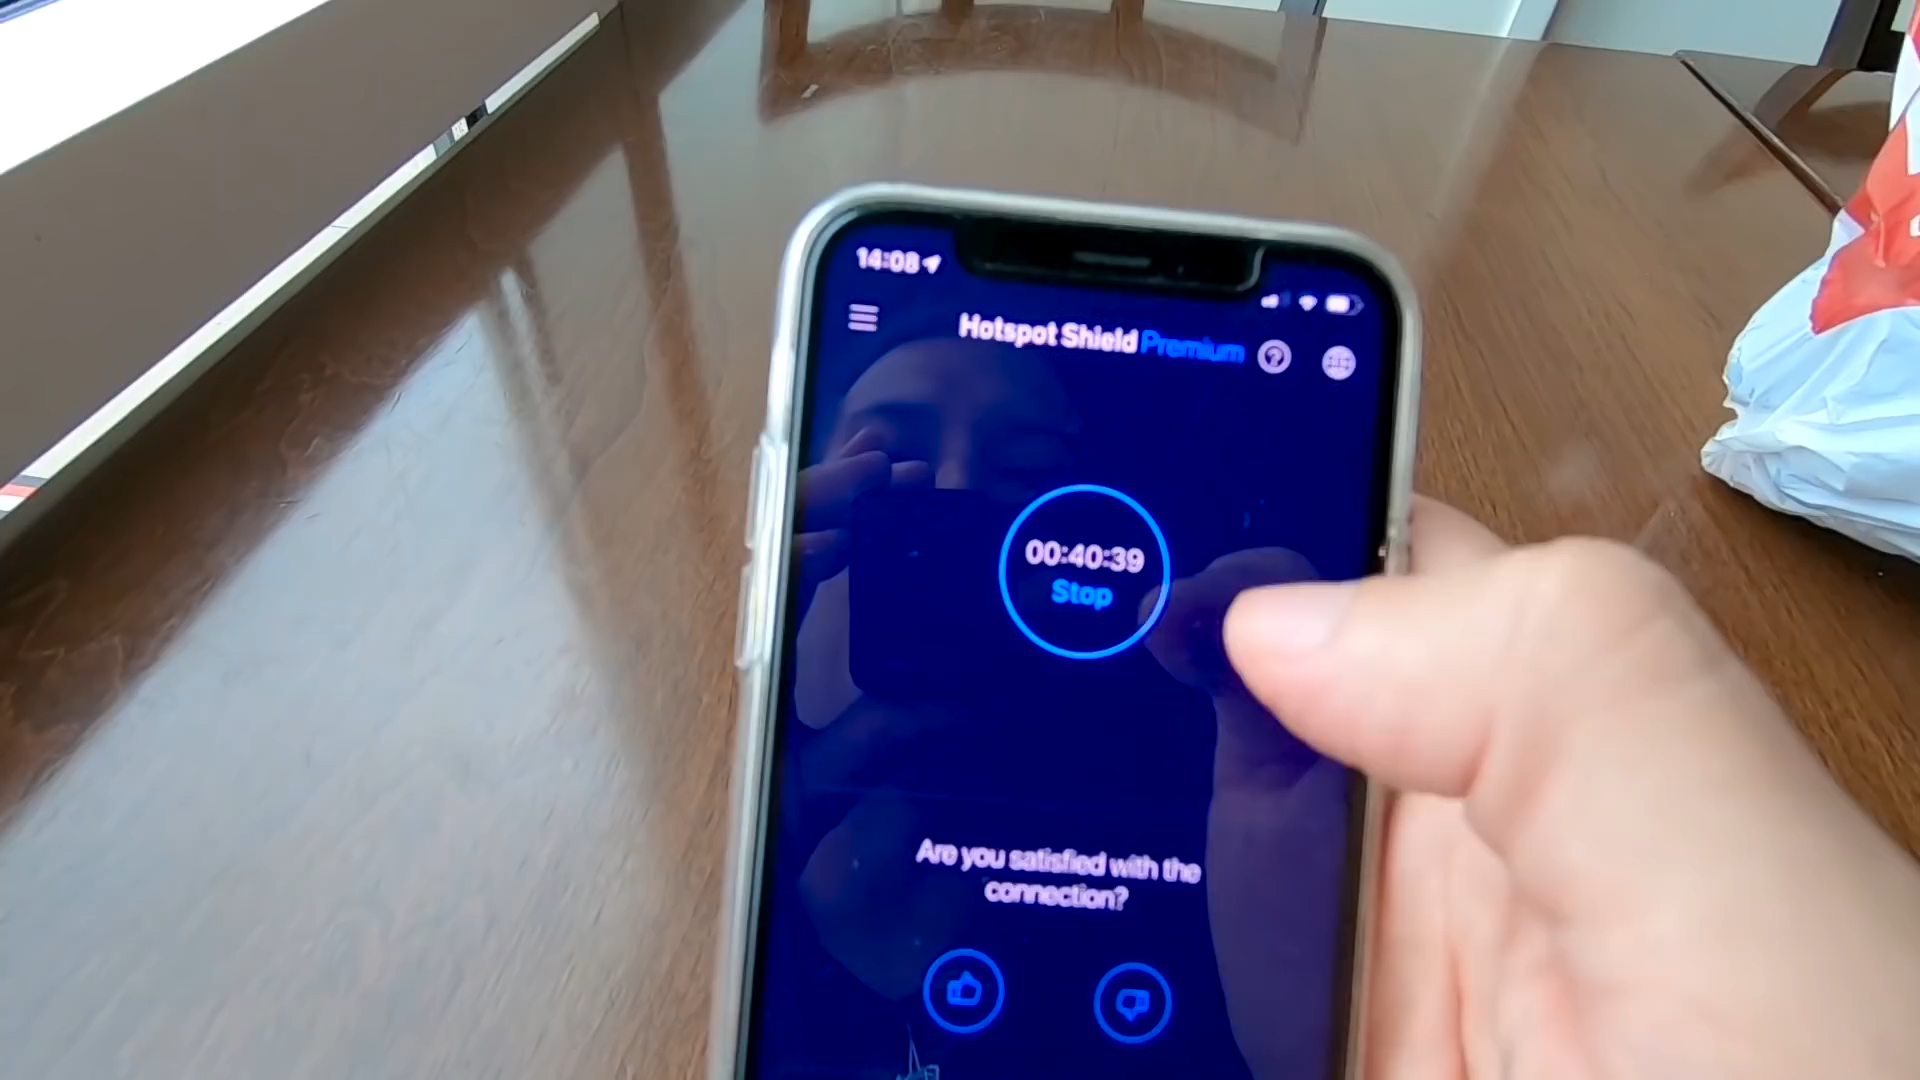 14:08
Hotspot Shield Premium
00:40:39
Stop
Are you satisfied with the
connection?